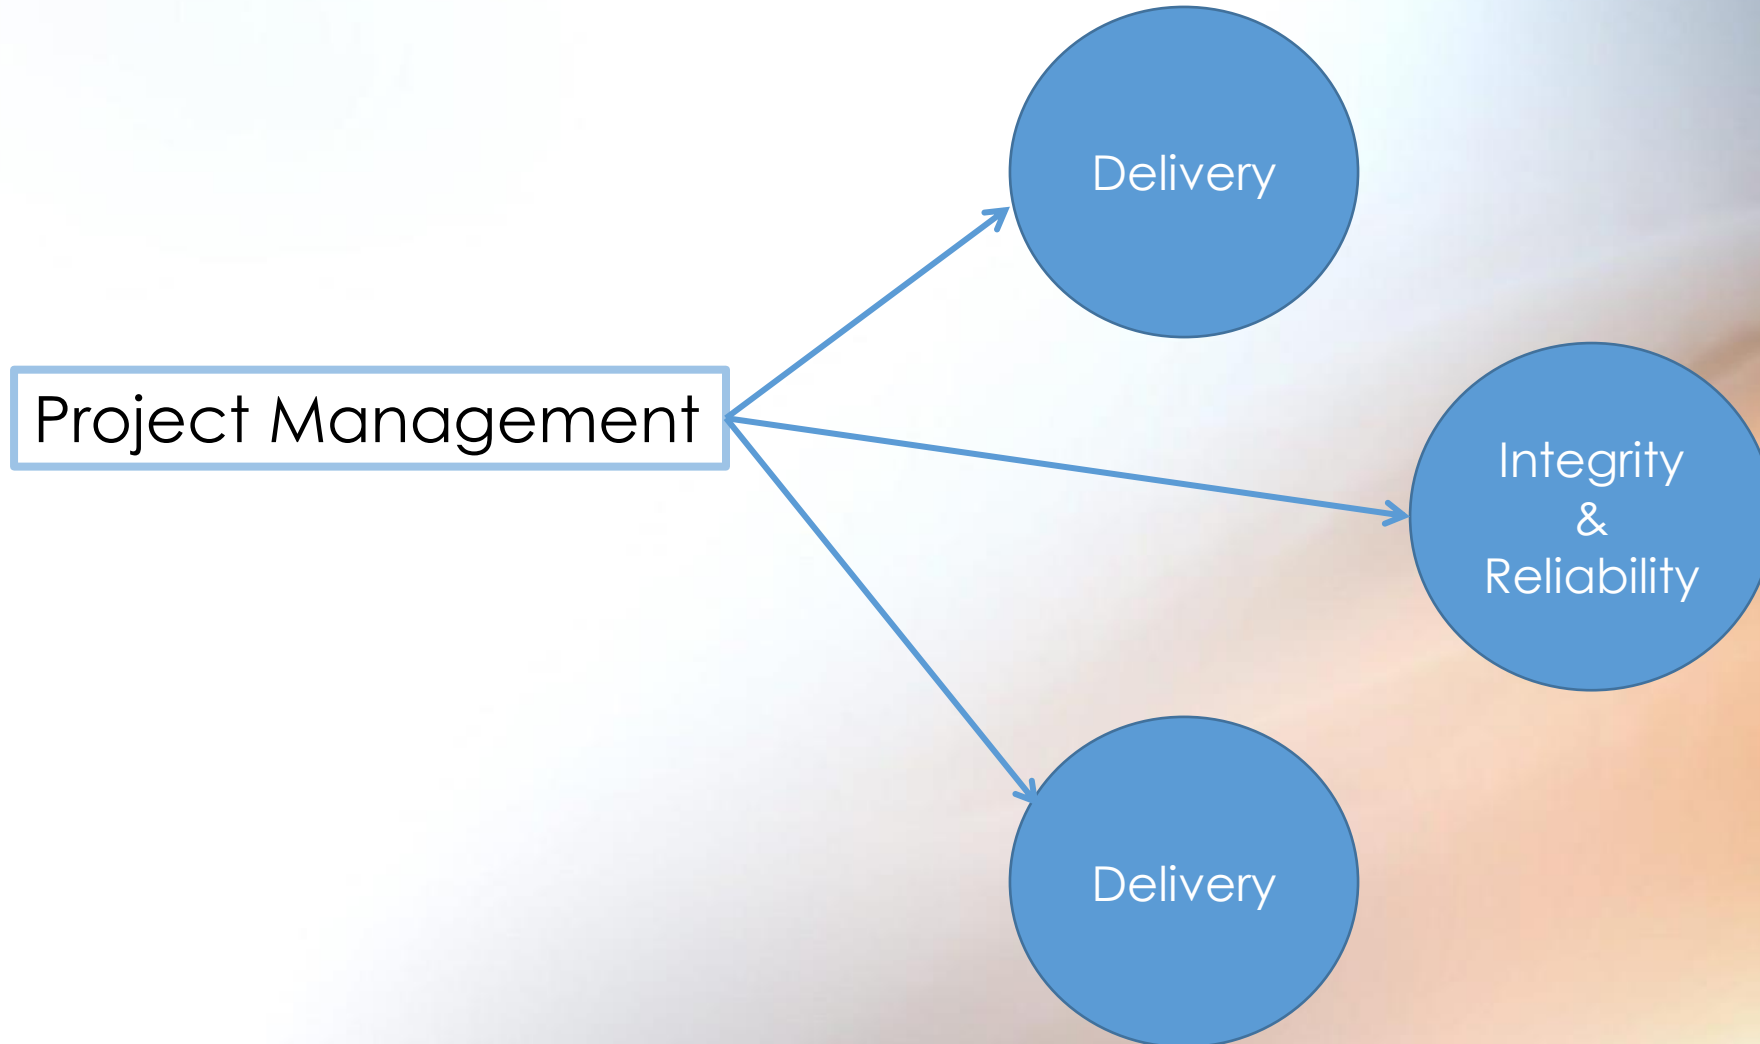 Project Management
Delivery
Integrity
&
Reliability
Delivery